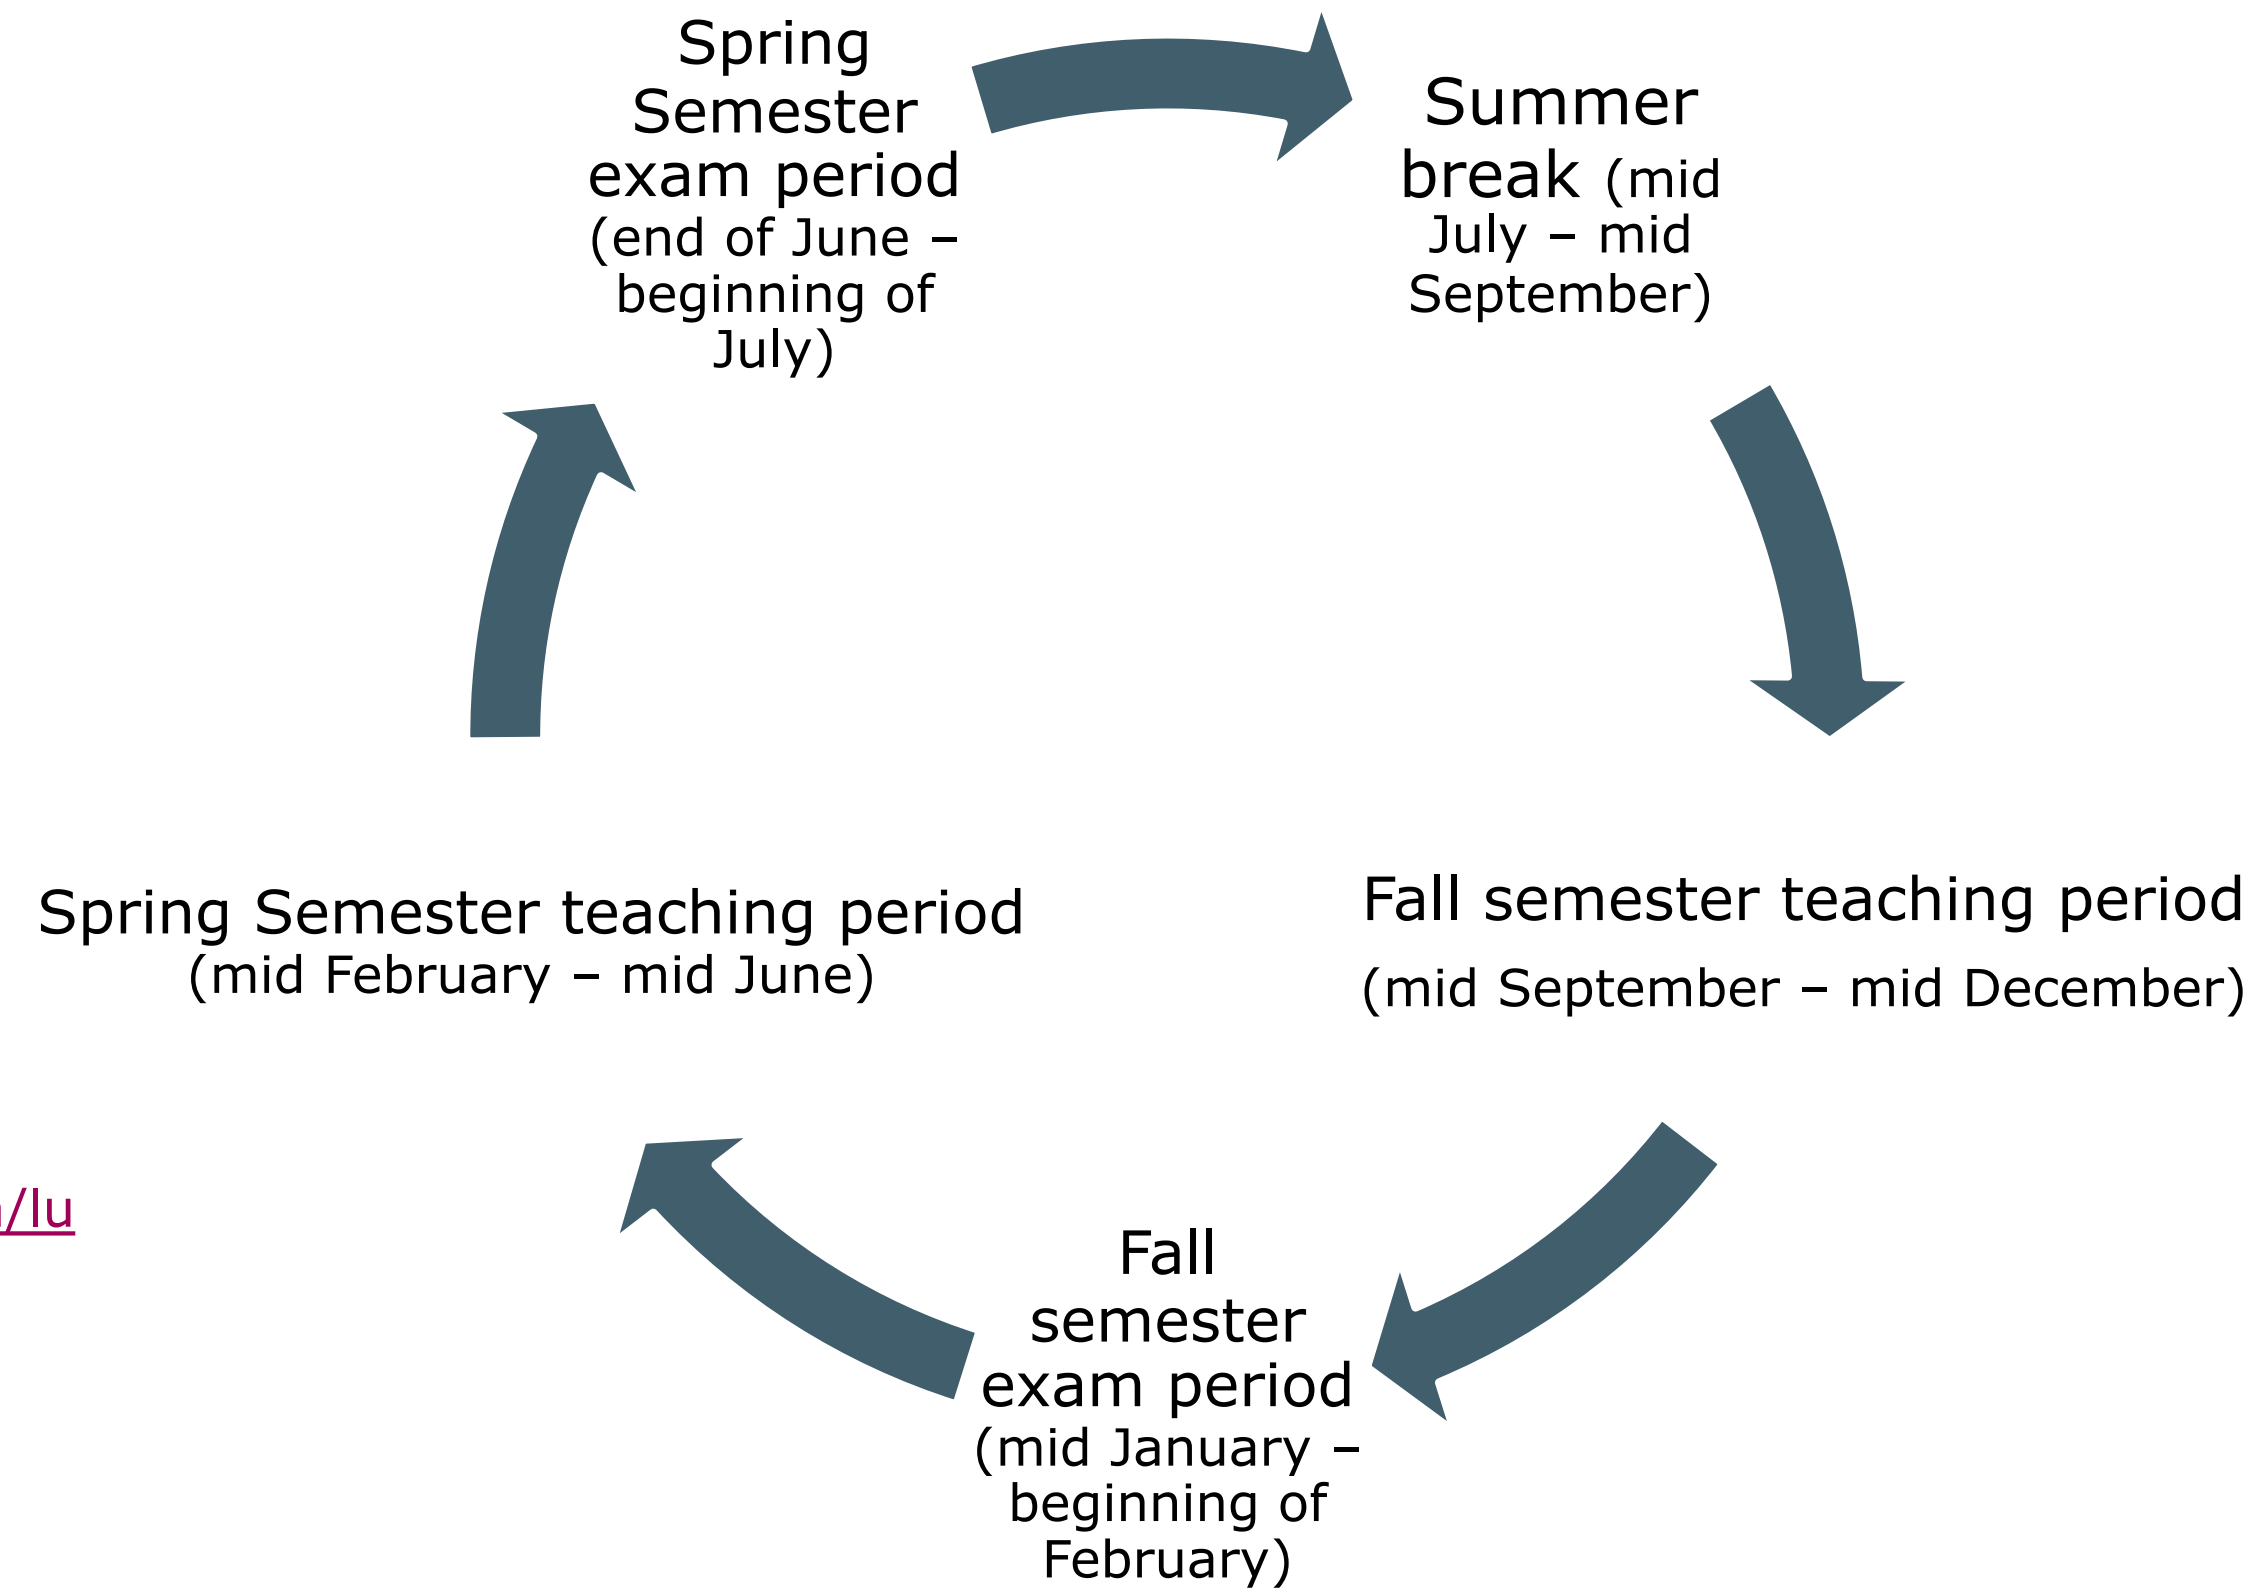 Spring
Semester
exam period
(end of June –
beginning of
July)
Summer
break (mid
July – mid
September)
Fall semester teaching period
(mid September – mid December)
Fall
semester
exam period
(mid January –
beginning of
February)
Spring Semester teaching period
(mid February – mid June)
/lu